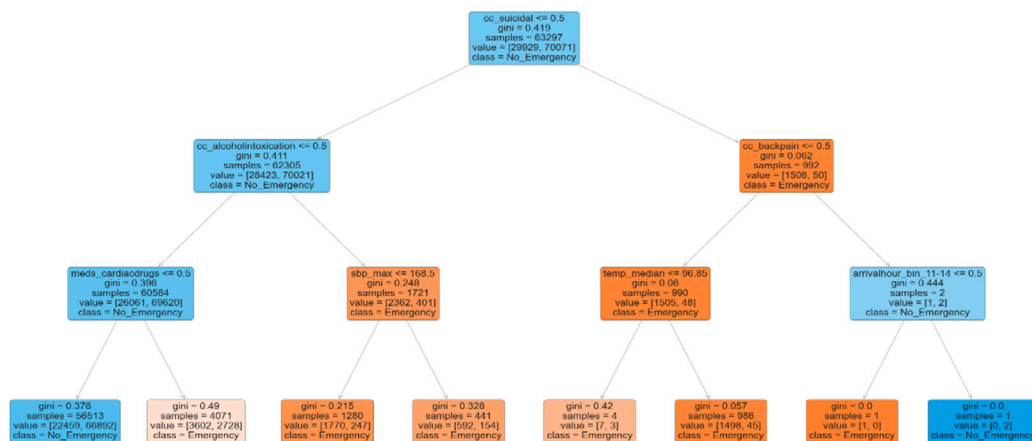 cc_suicidal <= 0.5
gini = 0.419
samples = 63297
value = [29929, 70071]
class = No_Emergency
cc_alcoholintoxication <= 0.5
gini = 0.411
samples = 62305
value = [28423, 70021]
class = No_Emergency
cc_backpain <= 0.5
gini = 0.062
samples = 992
value = [1506, 50]
class = Emergency
meds_cardiacdrugs <= 0.5
gini = 0.396
samples = 60584
value = [26061, 69620]
class = No_Emergency
sbp_max <= 168.5
gini = 0.248
samples = 1721
value = [2362, 401]
class = Emergency
temp_median <= 96.85
gini = 0.06
samples = 990
value = [1505, 48]
class = Emergency
arrivalhour_bin_11-14 <= 0.5
gini = 0.444
samples = 2
value = [1, 2]
class = No_Emergency
gini = 0.376
samples = 56513
value = [22459, 66892]
class = No_Emergency
gini = 0.49
samples = 4071
value = [3602, 2728]
class = Emergency
gini = 0.215
samples = 1280
value = [1770, 247]
class = Emergency
gini = 0.328
samples = 441
value = [592, 154]
class = Emergency
gini = 0.42
samples = 4
value = [7, 3]
class = Emergency
gini = 0.057
samples = 986
value = [1498, 45]
class = Emergency
gini = 0.0
samples = 1
value = [1, 0]
class = Emergency
gini = 0.0
samples = 1
value = [0, 2]
class = No_Emergency